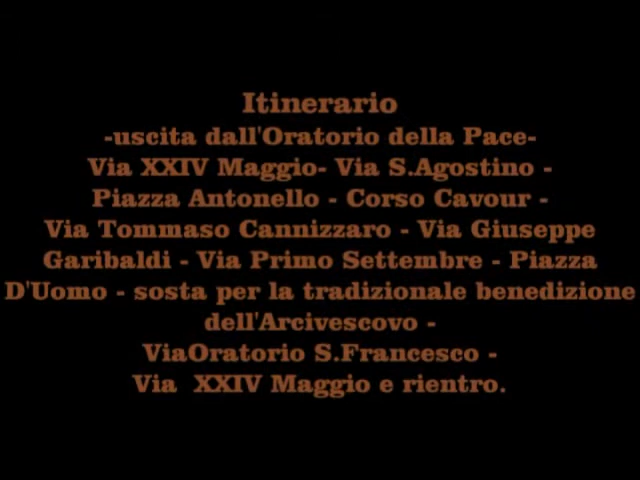 Itinerario
-uscita dall'Oratorio della Pace-
Via XXIV Maggio- Via S.Agostino -
Piazza Antonello - Corso Cavour -
Via Tommaso Cannizzaro - Via Giuseppe
Garibaldi - Via Primo Settembre - Piazza
D'Uomo - sosta per la tradizionale benedizione
dell'Arcivescovo -
ViaOratorio S.Francesco -
Via  XXIV Maggio e rientro.